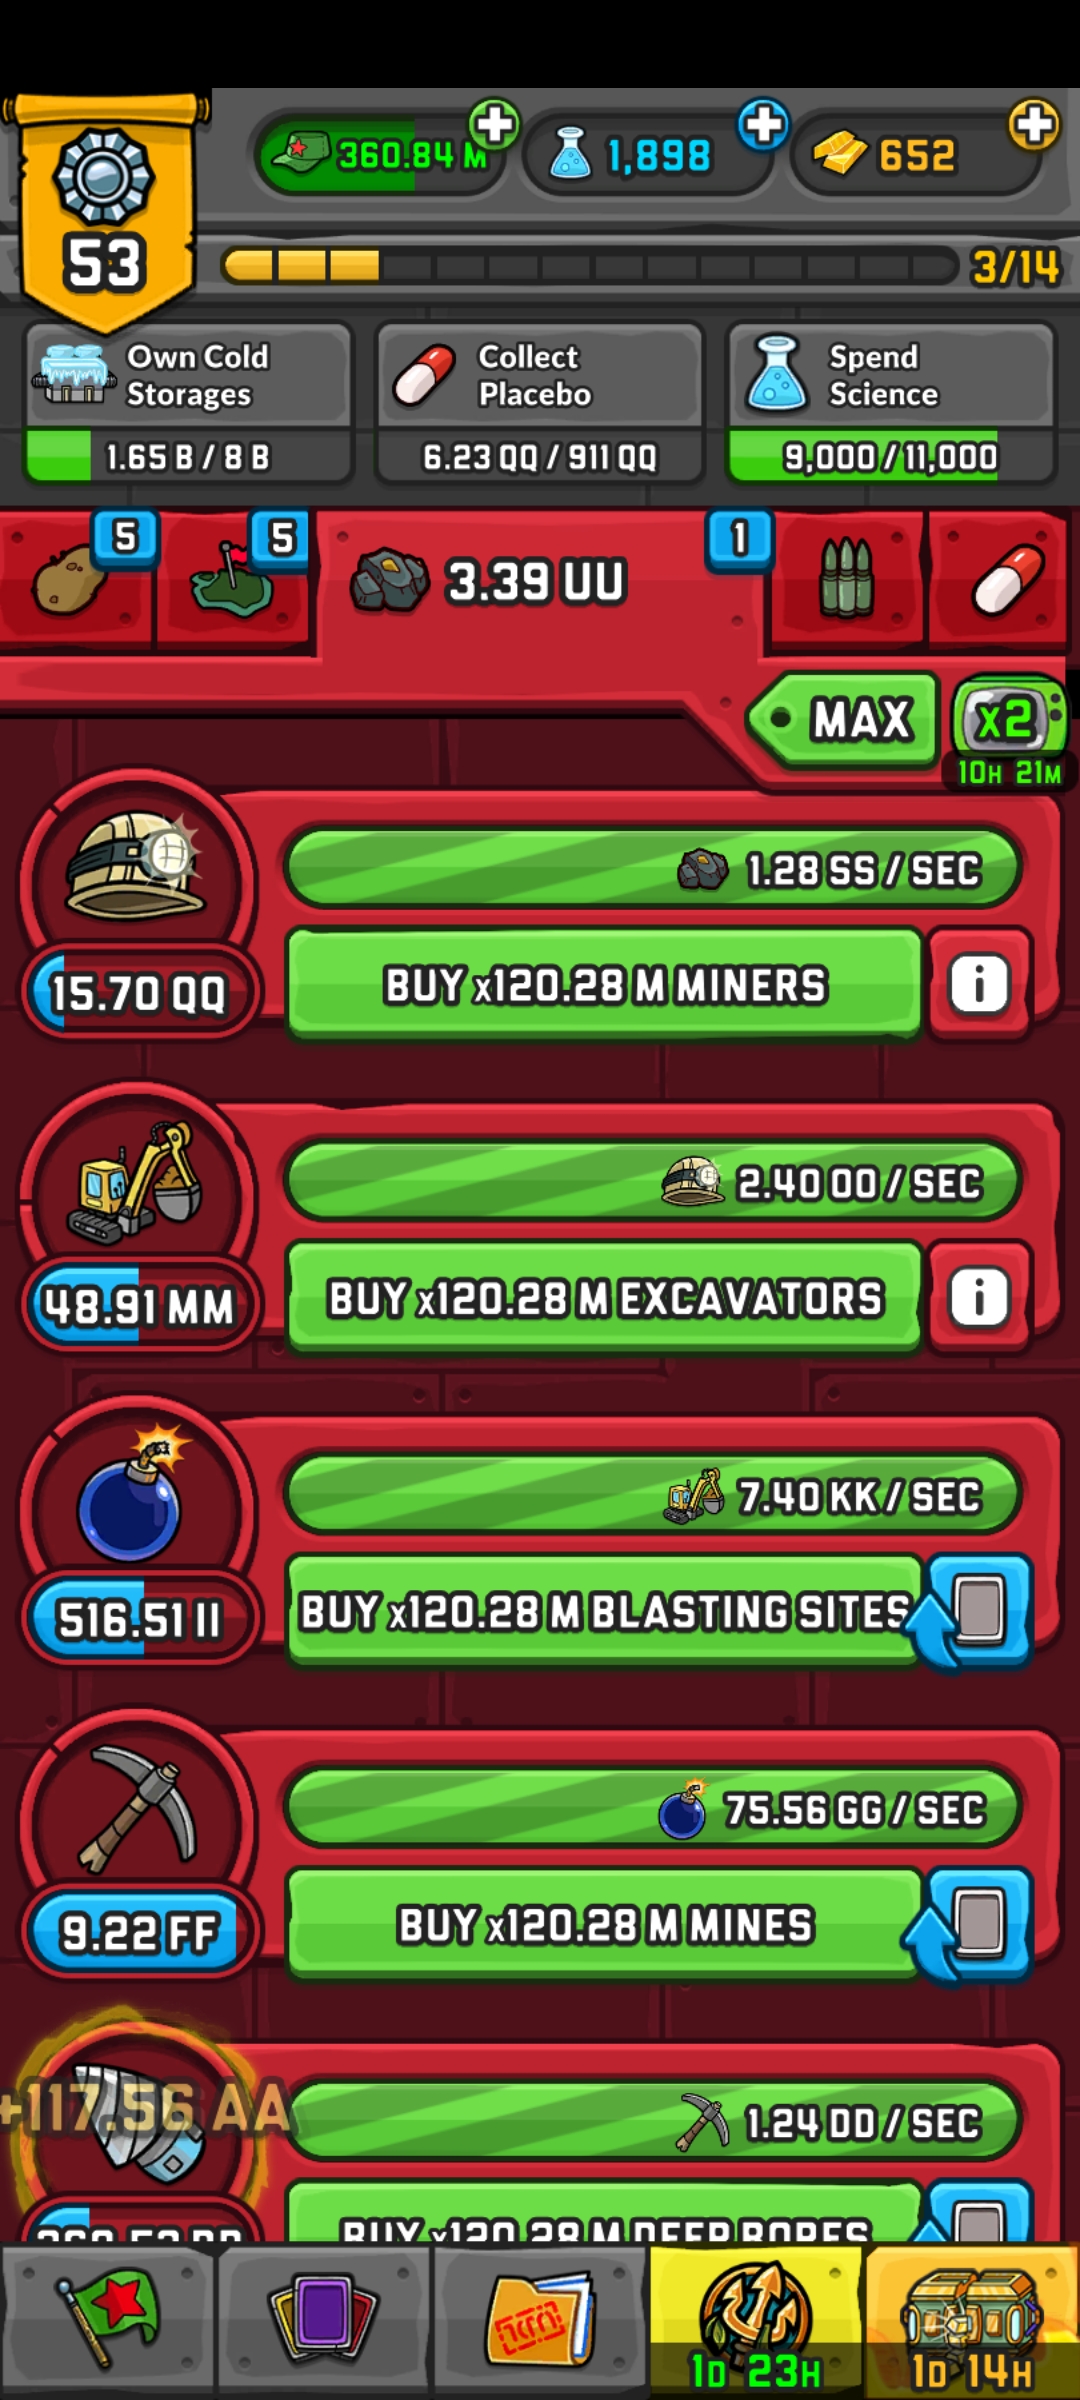 360.84 M
1,898
652
53
3/14
Own Cold
Storages
1.65 B / 8 B
Collect
Placebo
6.23 QQ / 911 QQ
Spend
Science
9,000 / 11,000
5
5
3.39 UU
1
MAX
x2
10H 21M
1.28 SS / SEC
15.70 QQ
BUY x120.28 M MINERS
i
2.40 OO / SEC
48.91 MM
BUY x120.28 M EXCAVATORS
i
7.40 KK / SEC
516.51 II
BUY x120.28 M BLASTING SITES
75.56 GG / SEC
9.22 FF
BUY x120.28 M MINES
+117.56 AA
1.24 DD / SEC
BUY x120.28 M DEEP BORES
1D 23H
1D 14H